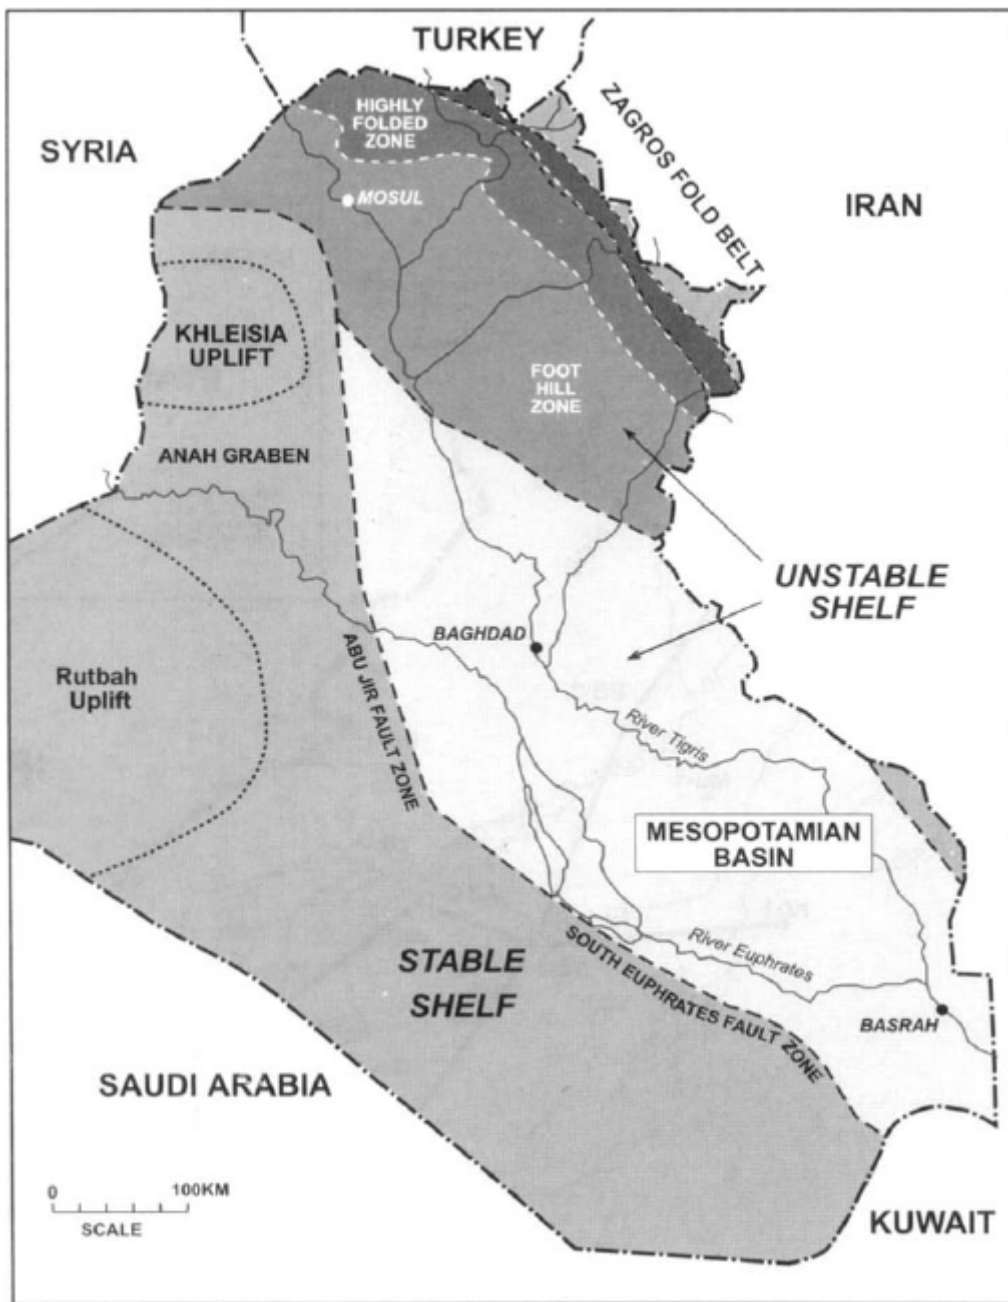 TURKEY
HIGHLY
FOLDED
ZONE
ZAGROS FOLD BELT
SYRIA
MOSUL
IRAN
KHLEISIA
UPLIFT
FOOT
HILL
ZONE
ANAH GRABEN
UNSTABLE
SHELF
BAGHDAD
ABU JIR FAULT ZONE
Rutbah
Uplift
River Tigris
MESOPOTAMIAN
BASIN
River Euphrates
STABLE
SHELF
SOUTH EUPHRATES FAULT ZONE
BASRAH
SAUDI ARABIA
0 100KM
SCALE
KUWAIT